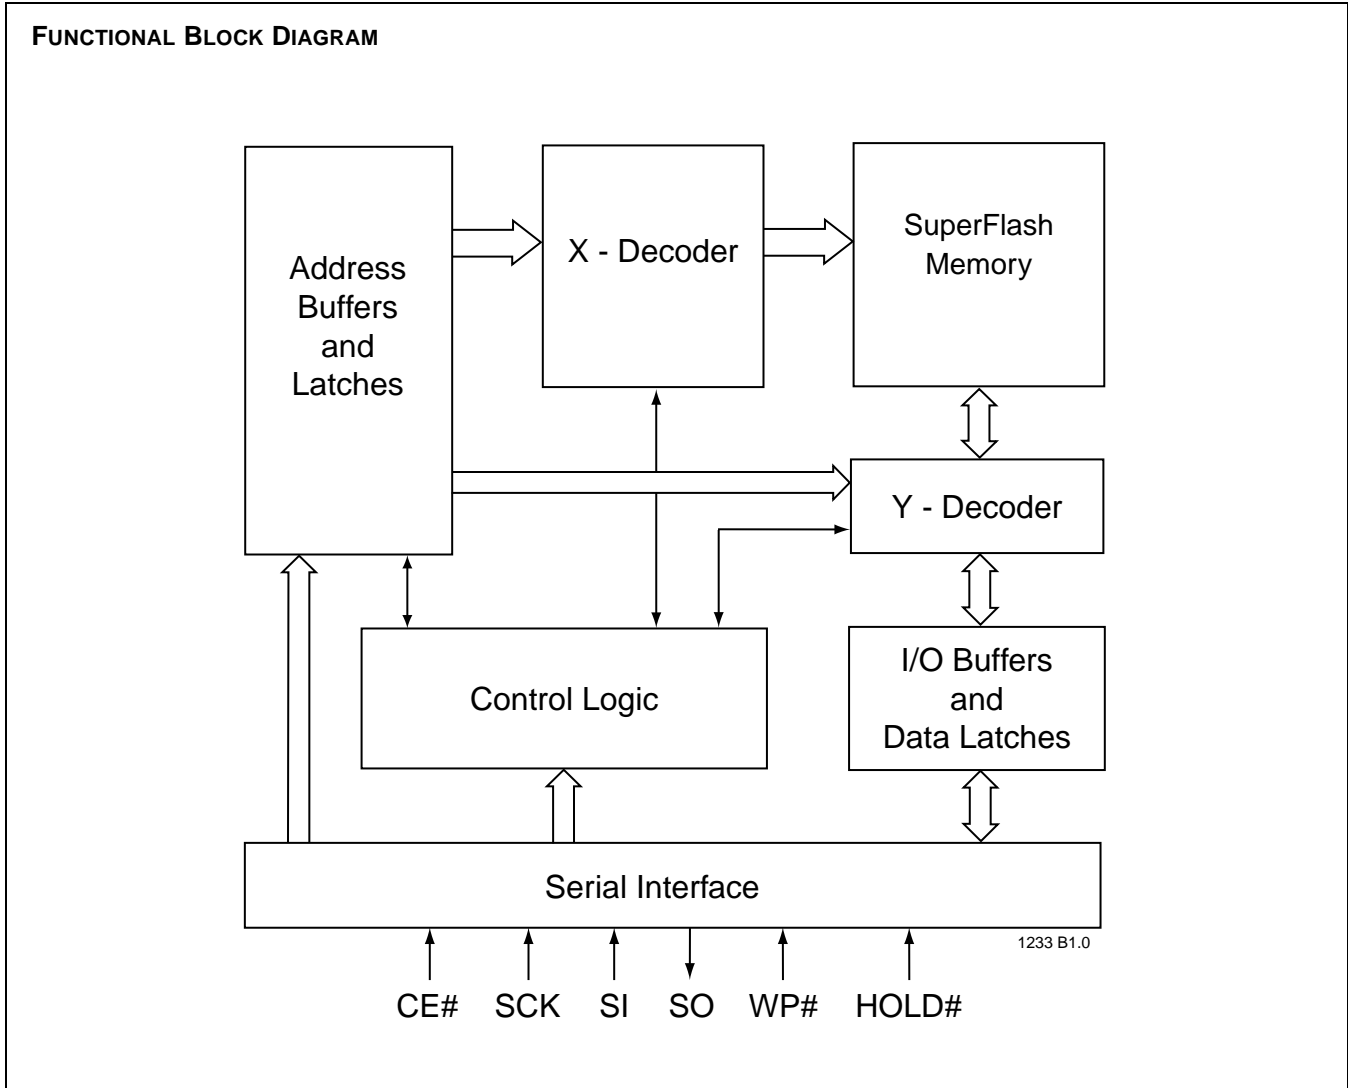 FUNCTIONAL BLOCK DIAGRAM
Address
Buffers
and
Latches
X - Decoder
SuperFlash
Memory
Y - Decoder
Control Logic
I/O Buffers
and
Data Latches
Serial Interface
1233 B1.0
CE# SCK SI SO WP# HOLD#